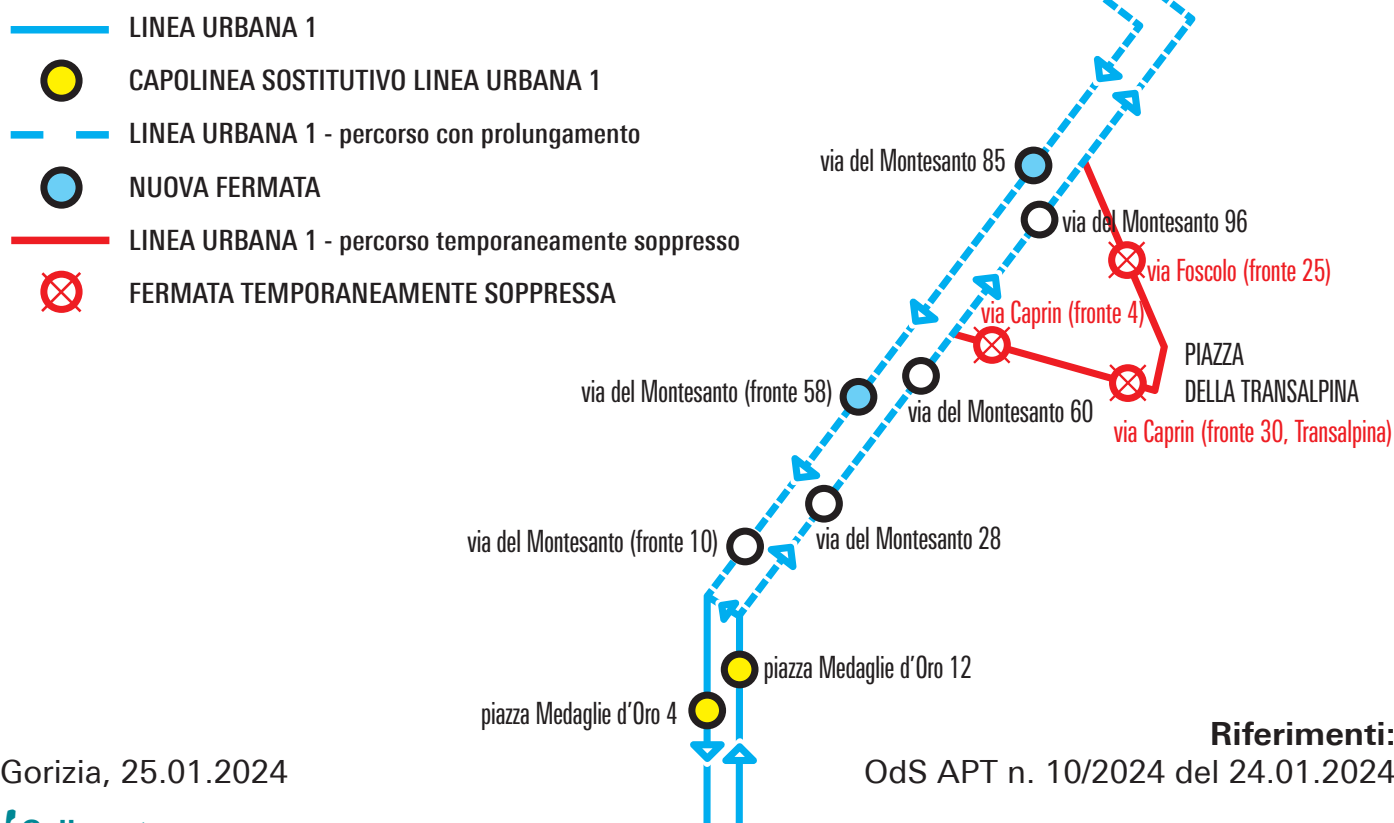 LINEA URBANA 1
CAPOLINEA SOSTITUTIVO LINEA URBANA 1
LINEA URBANA 1 - percorso con prolungamento
NUOVA FERMATA
LINEA URBANA 1 - percorso temporaneamente soppresso
FERMATA TEMPORANEAMENTE SOPPRESSA
via del Montesanto 85
via del Montesanto 96
via Foscolo (fronte 25)
via Caprin (fronte 4)
PIAZZA
DELLA TRANSALPINA
via del Montesanto (fronte 58)
via del Montesanto 60
via Caprin (fronte 30, Transalpina)
via del Montesanto (fronte 10)
via del Montesanto 28
piazza Medaglie d'Oro 12
piazza Medaglie d'Oro 4
Riferimenti:
Gorizia, 25.01.2024
OdS APT n. 10/2024 del 24.01.2024